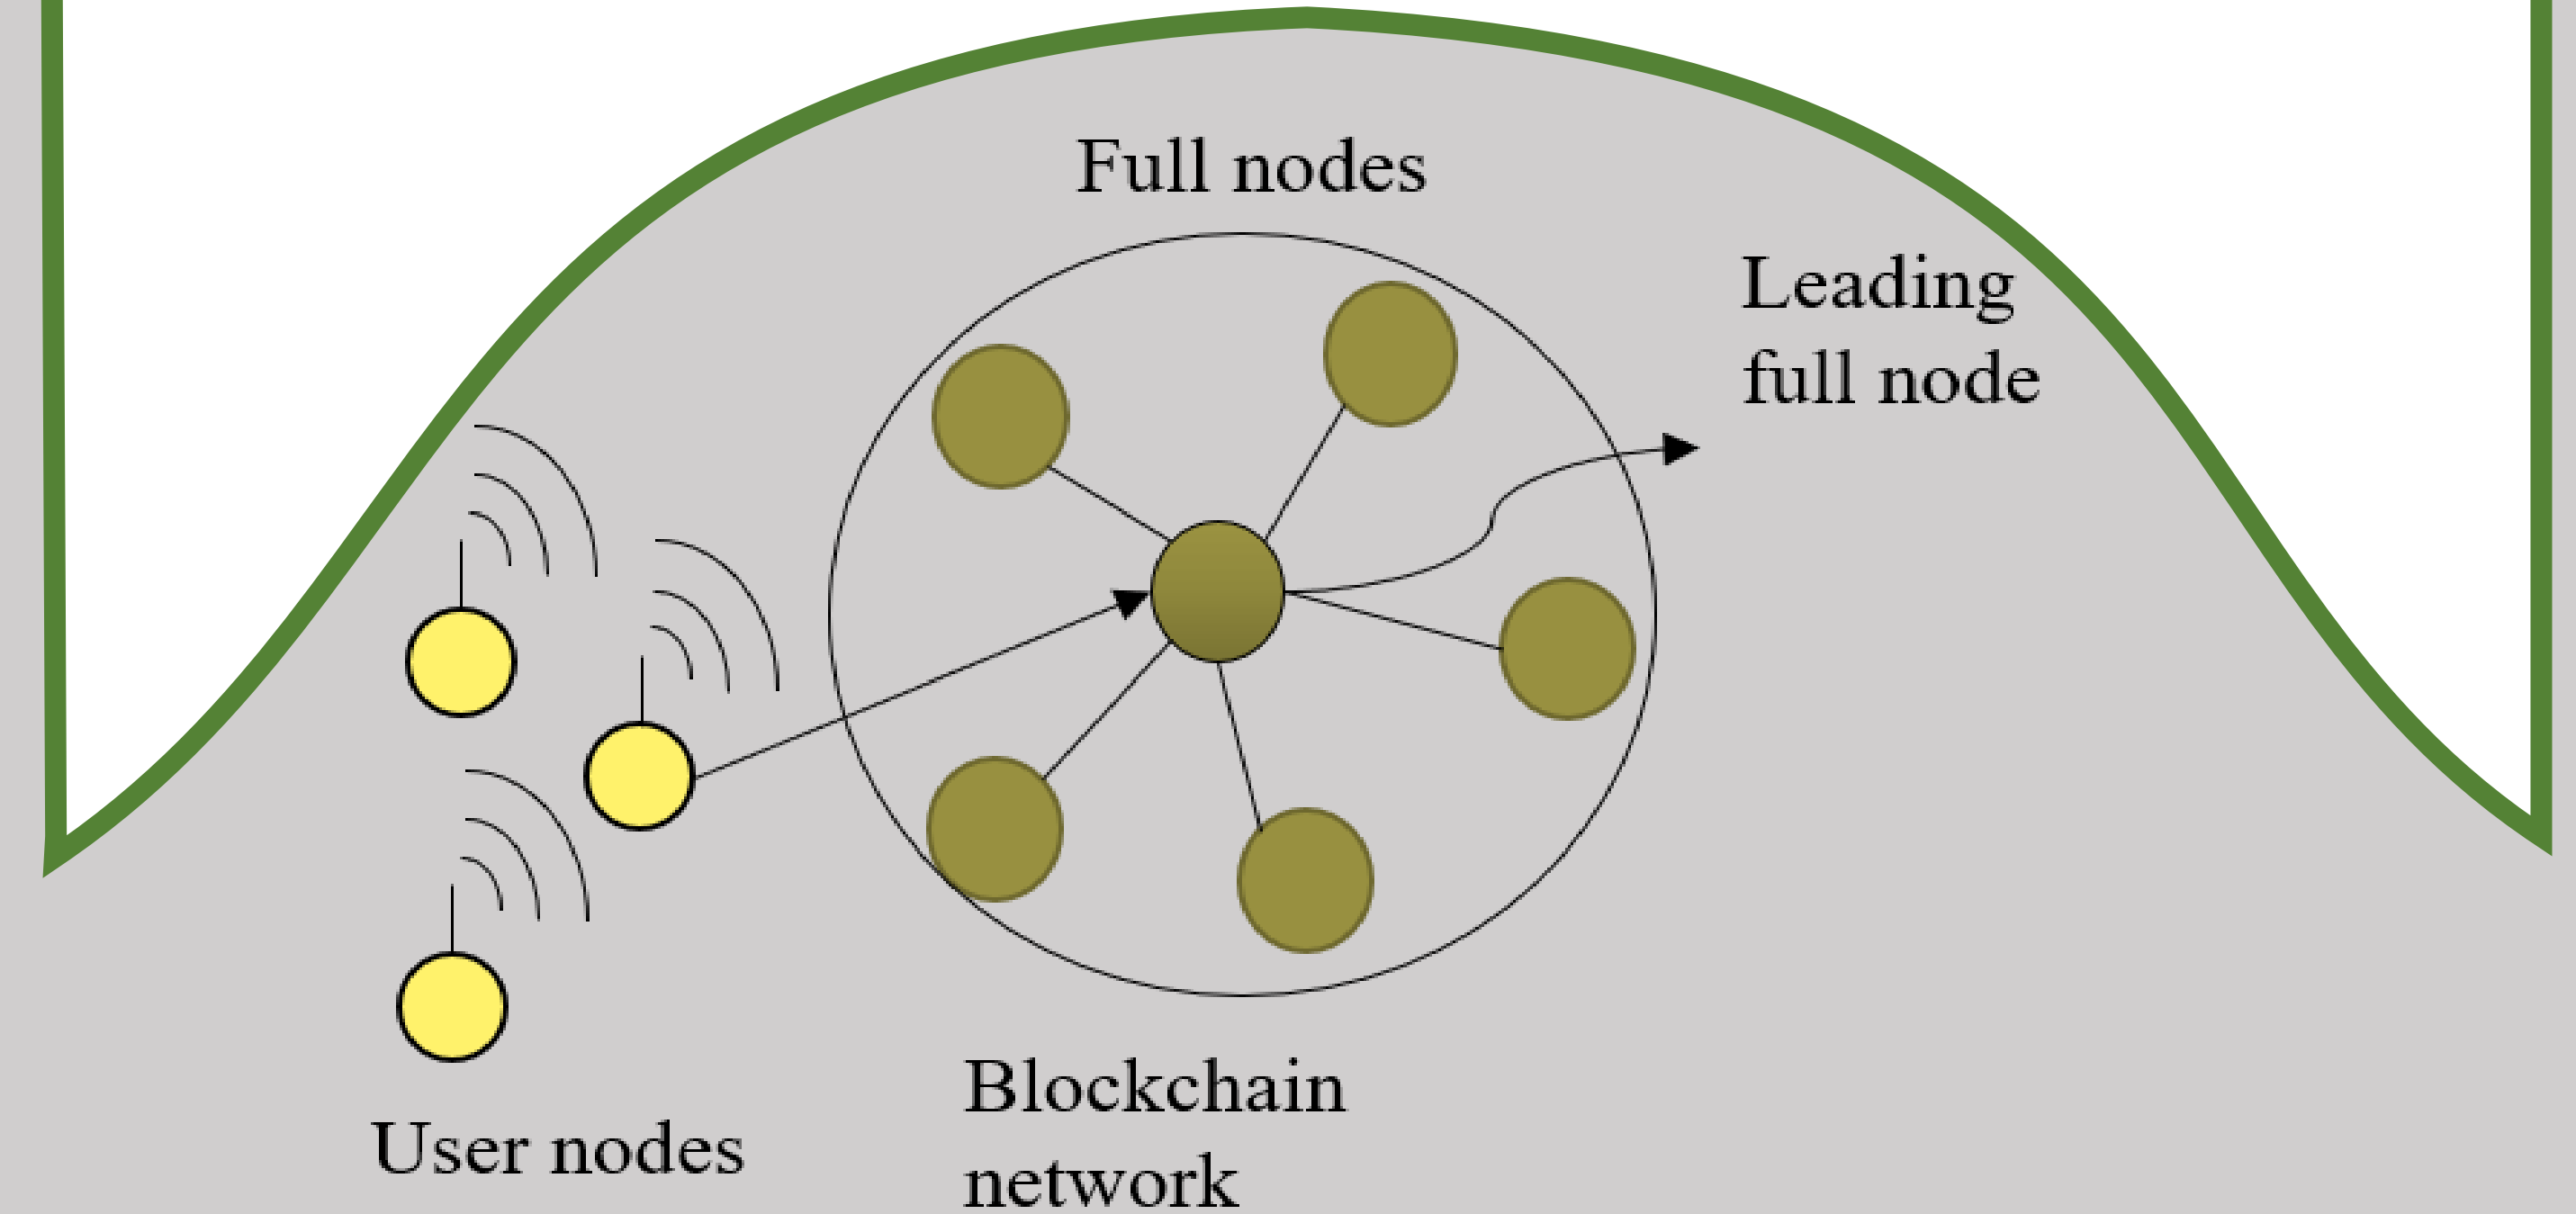 Full nodes
Leading
full node
Blockchain
network
User nodes